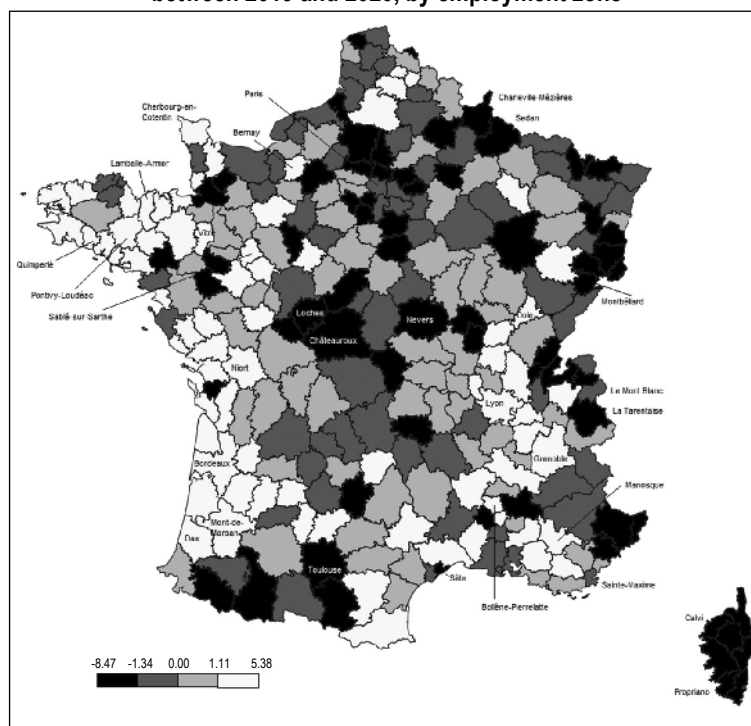 between 2019 and 2020, by employment zone
Charleville-Mézières
Paris
Cherbourg-en-
Cotentin
Sedan
Bernay
Lamballe-Armor
Vitré
Quimperlé
Pontivy-Loudéac
Montbéliard
Sablé-sur-Sarthe
Loches
Nevers
Dole
Châteauroux
Niort
Le Mont Blanc
Lyon
La Tarentaise
Grenoble
Bordeaux
Manosque
Mont-de-
Marsan
Dax
Toulouse
Sète
Sainte-Maxime
Bollène-Pierrelatte
Calvi
Propriano
-8.47 -1.34 0.00 1.11 5.38